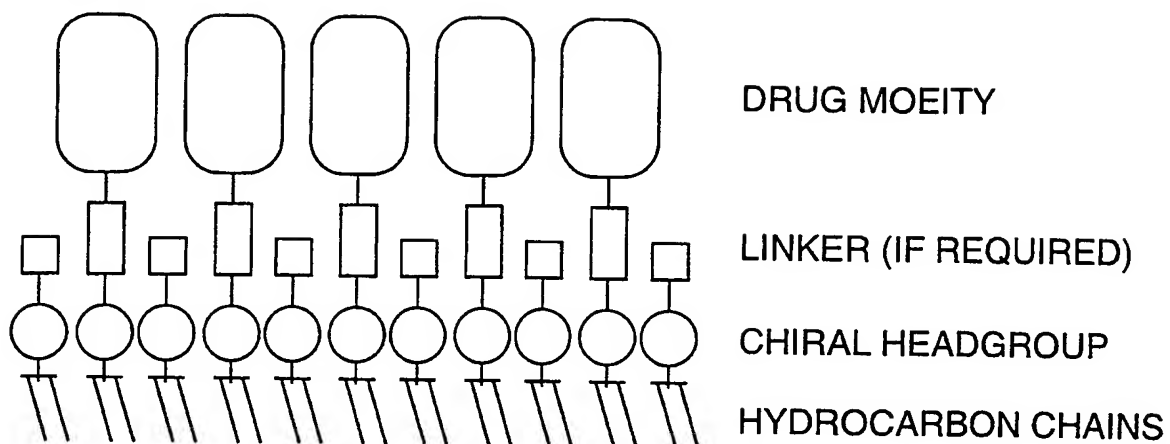 DRUG MOEITY
LINKER (IF REQUIRED)
CHIRAL HEADGROUP
HYDROCARBON CHAINS